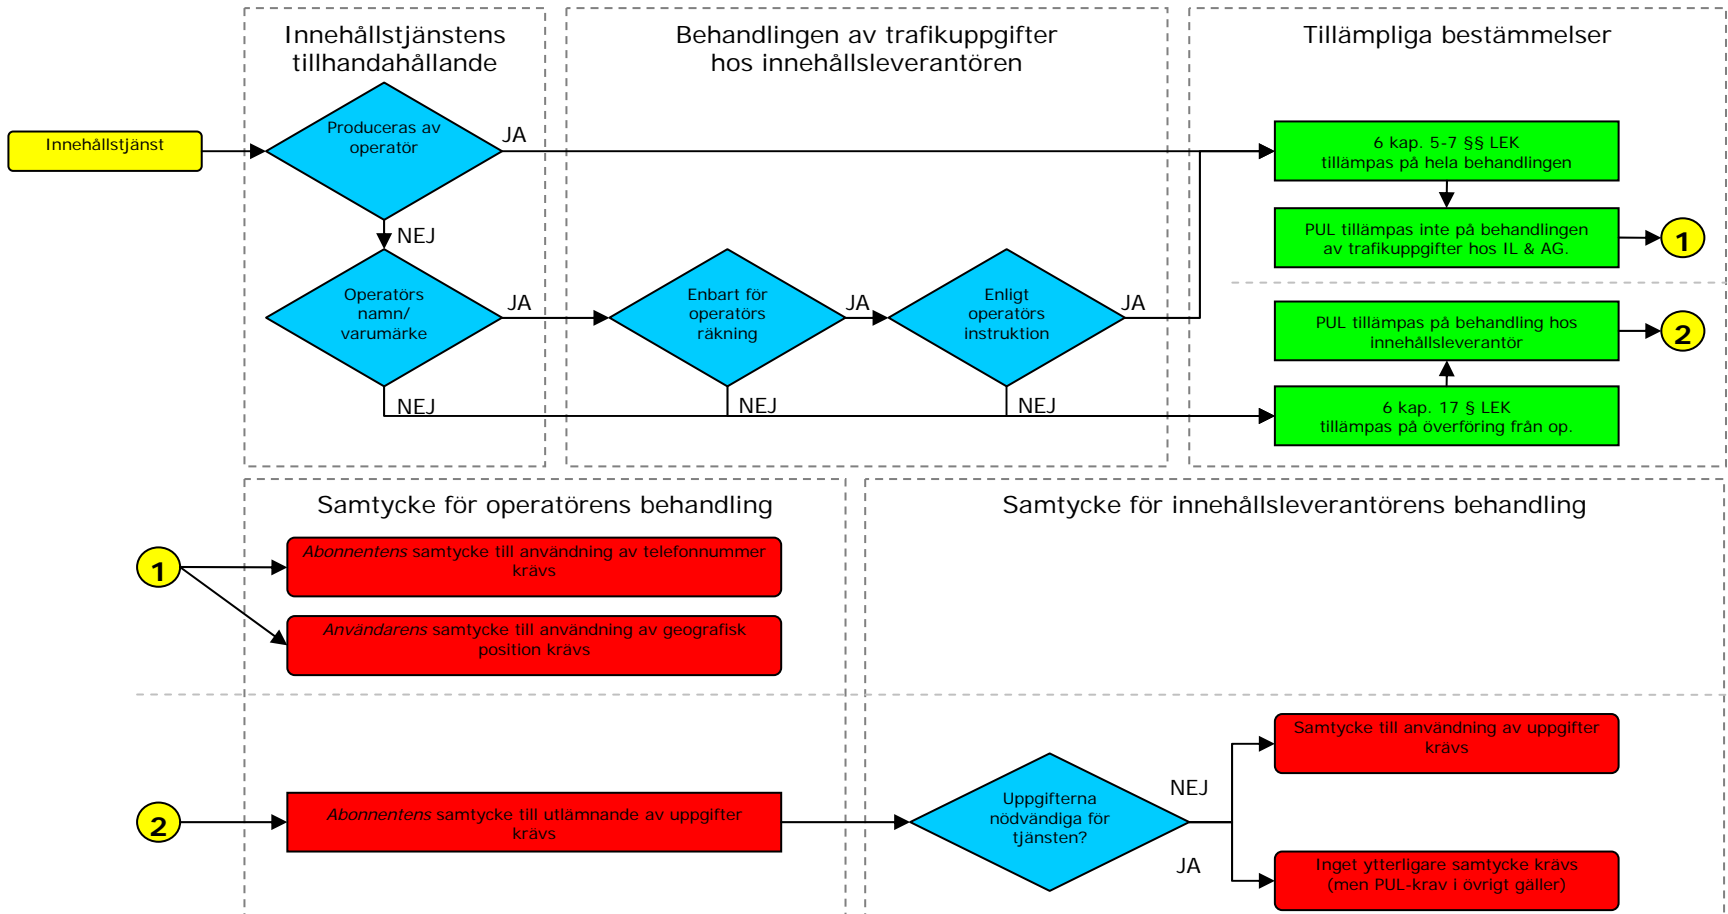 Innehållstjänstens
tillhandahållande
Behandlingen av trafikuppgifter
hos innehållsleverantören
Tillämpliga bestämmelser
Innehållstjänst
Produceras av
operatör
JA
6 kap. 5-7 §§ LEK
tillämpas på hela behandlingen
NEJ
PUL tillämpas inte på behandlingen
av trafikuppgifter hos IL & AG.
1
Operatörs
namn/
varumärke
JA
Enbart för
operatörs
räkning
JA
Enligt
operatörs
instruktion
JA
PUL tillämpas på behandling hos
innehållsleverantör
2
NEJ
NEJ
NEJ
6 kap. 17 § LEK
tillämpas på överföring från op.
Samtycke för operatörens behandling
Samtycke för innehållsleverantörens behandling
1
Abonnentens samtycke till användning av telefonnummer
krävs
Användarens samtycke till användning av geografisk
position krävs
2
Abonnentens samtycke till utlämnande av uppgifter
krävs
Uppgifterna
nödvändiga för
tjänsten?
NEJ
Samtycke till användning av uppgifter
krävs
JA
Inget ytterligare samtycke krävs
(men PUL-krav i övrigt gäller)